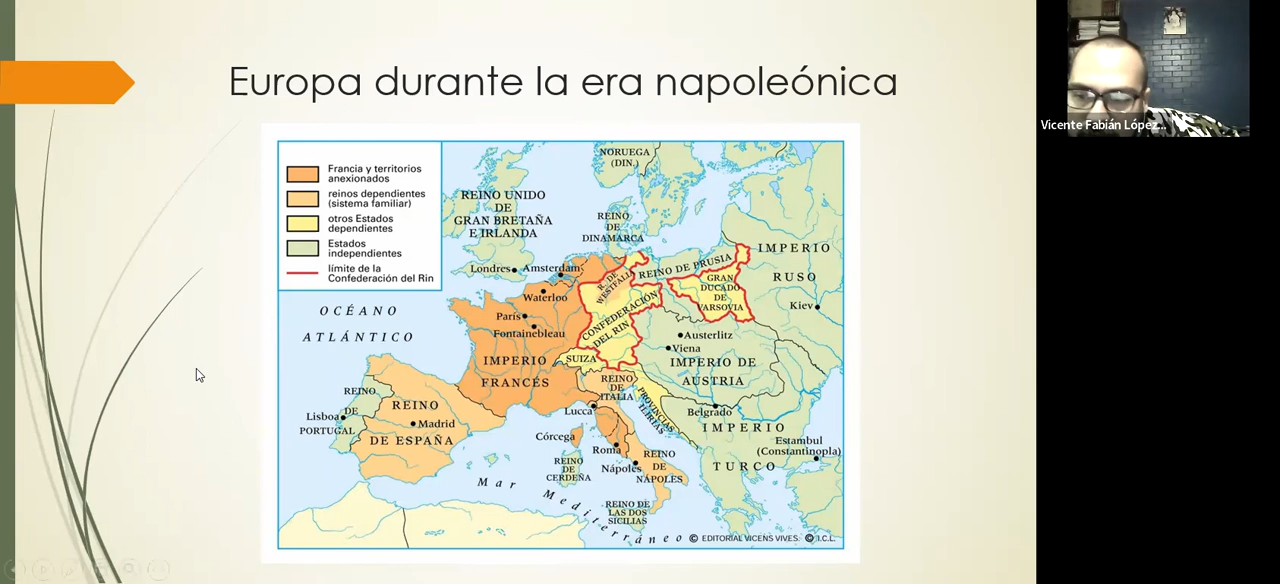 Europa durante la era napoleónica
Vicente Fabián López...
Francia y territorios
anexionados
reinos dependientes
(sistema familiar)
otros Estados
dependientes
Estados
independientes
límite de la
Confederación del Rin
NORUEGA
(DIN.)
REINO UNIDO
DE
GRAN BRETAÑA
E IRLANDA
REINO
DE
DINAMARCA
IMPERIO
RUSO
Londres
Amsterdam
R. DE
WESTFALIA
REINO DE PRUSIA
GRAN
DUCADO
DE
VARSOVIA
Kiev
Waterloo
OCÉANO
ATLÁNTICO
París
Fontainebleau
CONFEDERACIÓN
DEL RIN
Austerlitz
Viena
IMPERIO
FRANCÉS
SUIZA
IMPERIO DE
AUSTRIA
REINO
DE
ITALIA
PROVINCIAS
ILIRIAS
REINO
DE
PORTUGAL
Lisboa
REINO
DE ESPAÑA
Madrid
Lucca
Belgrado
IMPERIO
TURCO
Córcega
Roma
Estambul
(Constantinopla)
REINO
DE
CERDEÑA
Nápoles
REINO
DE
NÁPOLES
Mar Mediterráneo
REINO DE
LAS DOS
SICILIAS
© EDITORIAL VICENS VIVES © I.C.L.